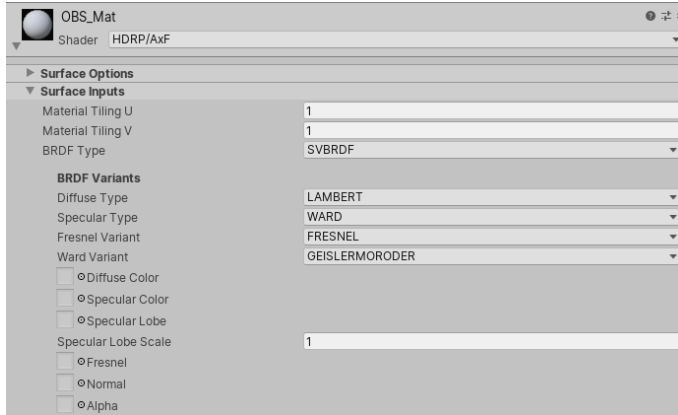 OBS_Mat
Shader HDRP/AxF
Surface Options
Surface Inputs
Material Tiling U 1
Material Tiling V 1
BRDF Type SVBRDF
BRDF Variants
Diffuse Type LAMBERT
Specular Type WARD
Fresnel Variant FRESNEL
Ward Variant GEISLERMORODER
Diffuse Color
Specular Color
Specular Lobe
Specular Lobe Scale 1
Fresnel
Normal
Alpha